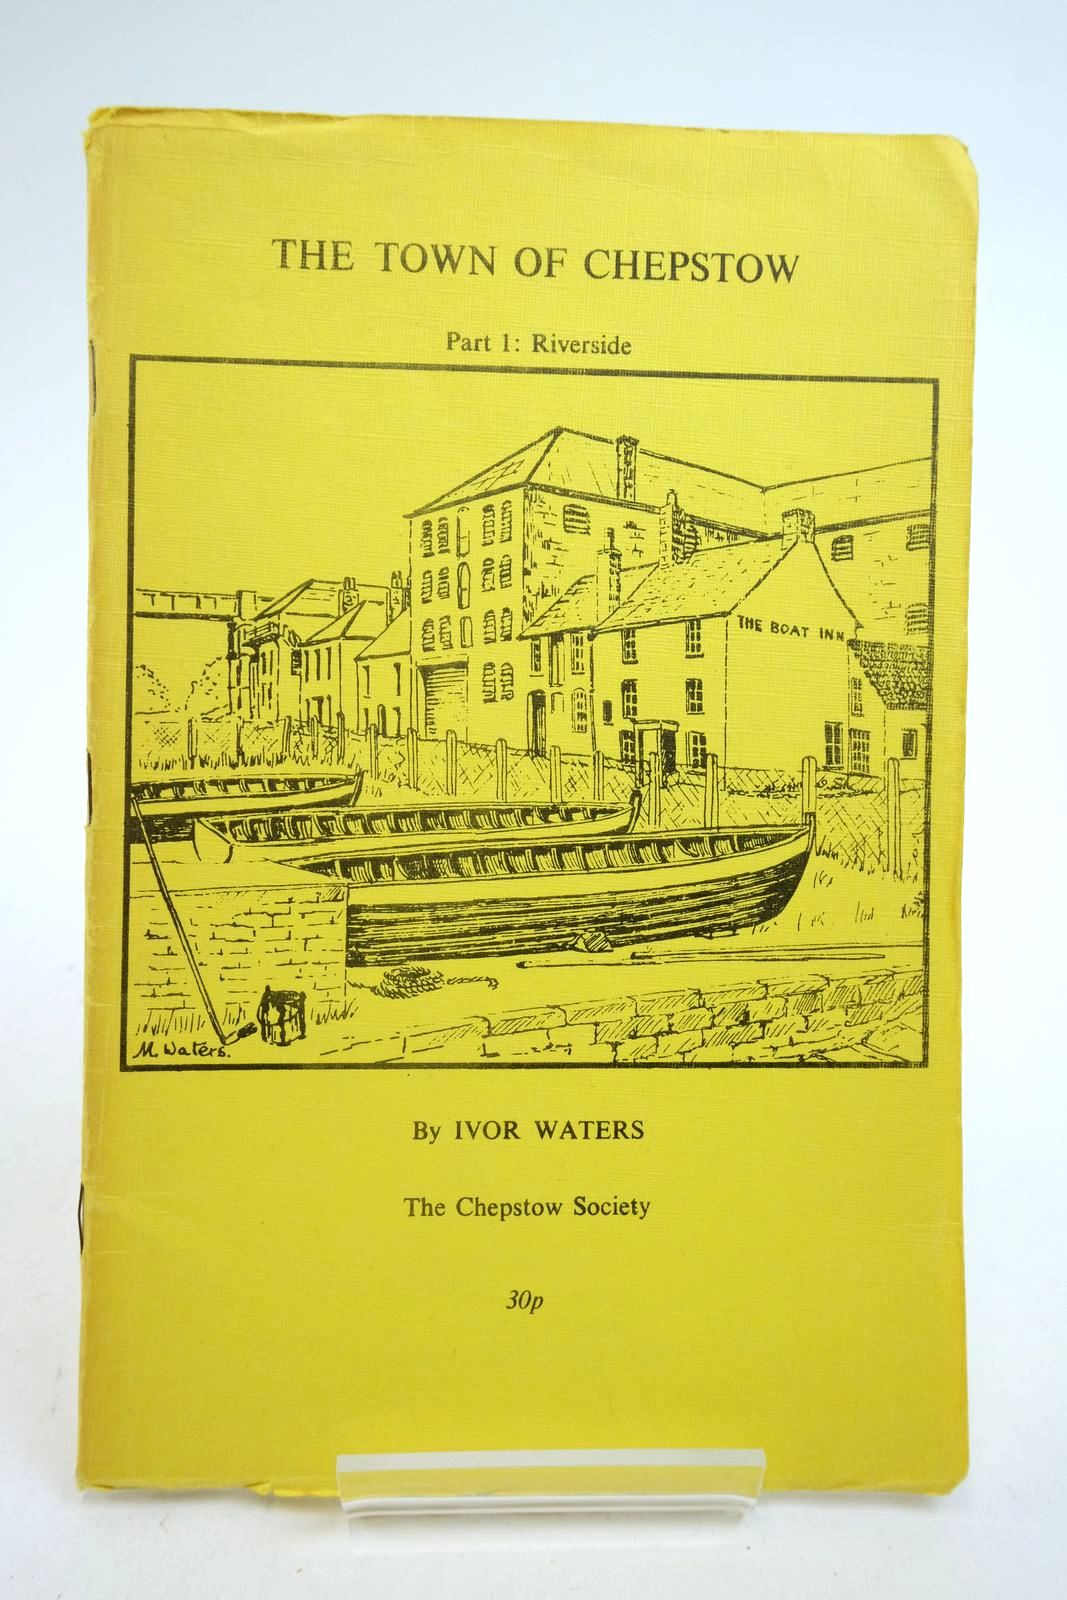 THE TOWN OF CHEPSTOW
Part 1: Riverside
THE BOAT INN
M Waters.
By IVOR WATERS
The Chepstow Society
30p